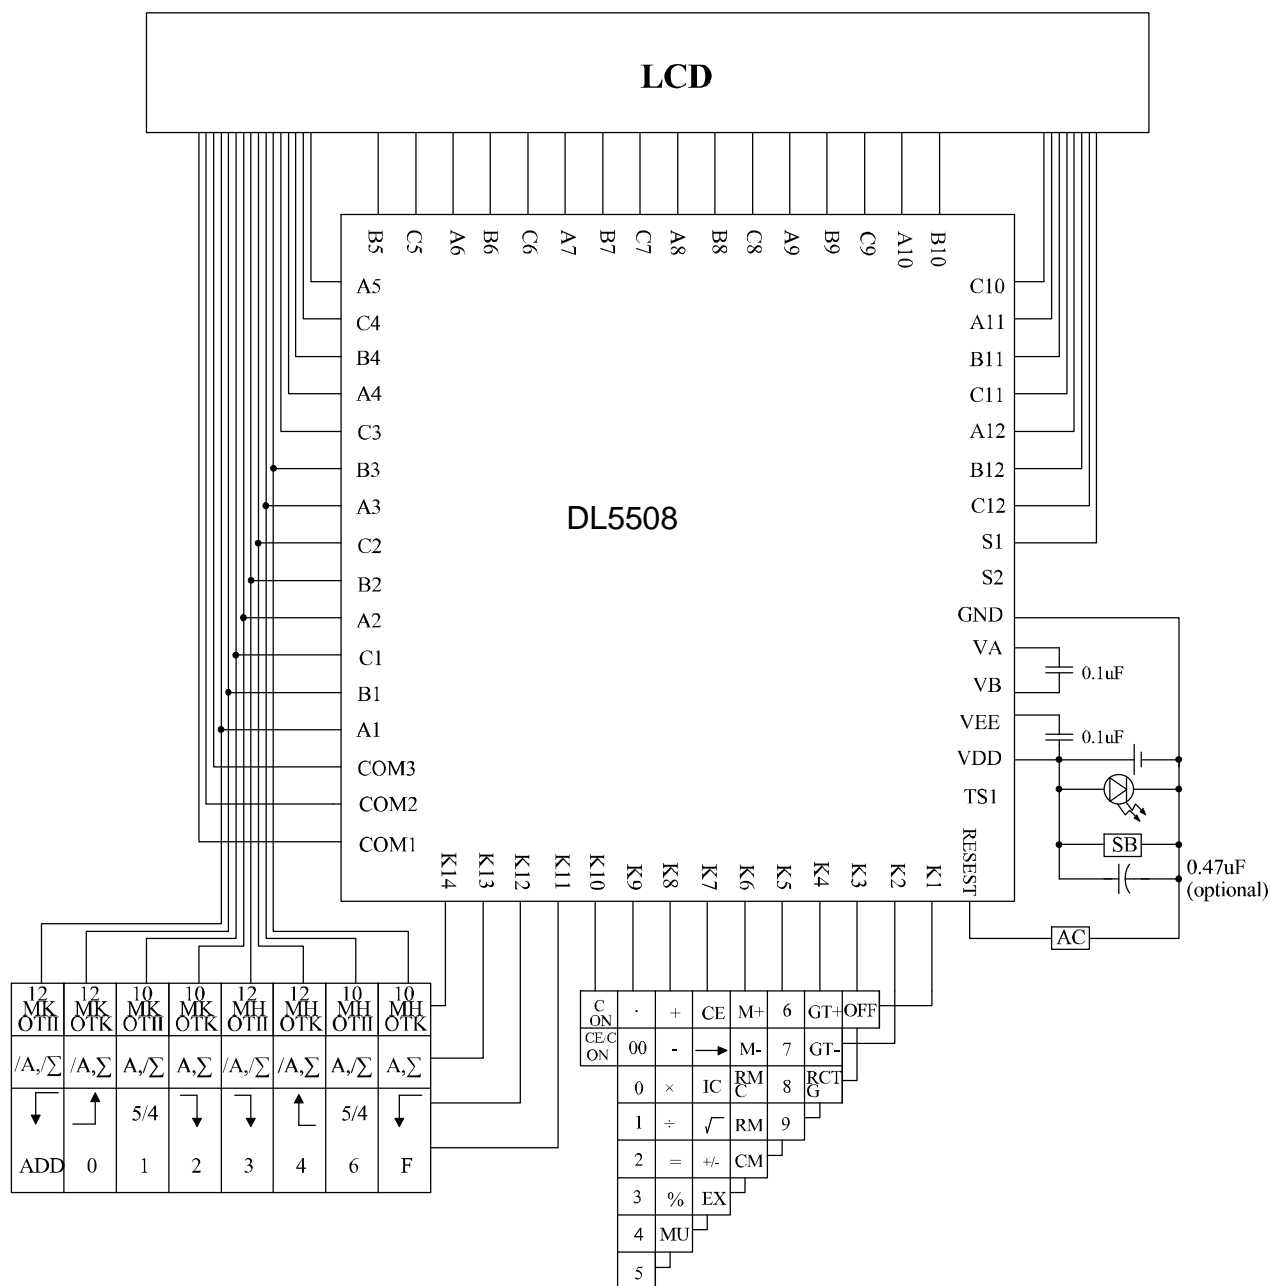 LCD
B5 C5 A6 B6 C6 A7 B7 C7 A8 B8 C8 A9 B9 C9 A10 B10
A5
C4
B4
A4
C3
B3
A3
C2
B2
A2
C1
B1
A1
COM3
COM2
COM1
DL5508
C10
A11
B11
C11
A12
B12
C12
S1
S2
GND
VA
VB
VEE
VDD
TS1
RESEST
0.1uF
0.1uF
SB
0.47uF
(optional)
AC
K14 K13 K12 K11 K10 K9 K8 K7 K6 K5 K4 K3 K2 K1
12 12 10 10 12 12 10 10
MK MK MK MK MH MH MH MH
OTII OTK OTII OTK OTII OTK OTII OTK
/A,/Σ /A,Σ A,/Σ A,Σ /A,/Σ /A,Σ A,/Σ A,Σ
5/4 5/4
ADD 0 1 2 3 4 6 F
C ON · + CE M+ 6 GT+ OFF
CE/C ON 00 - → M- 7 GT-
0 × IC RM C 8 RCT G
1 ÷ √ RM 9
2 = +/- CM
3 % EX
4 MU
5